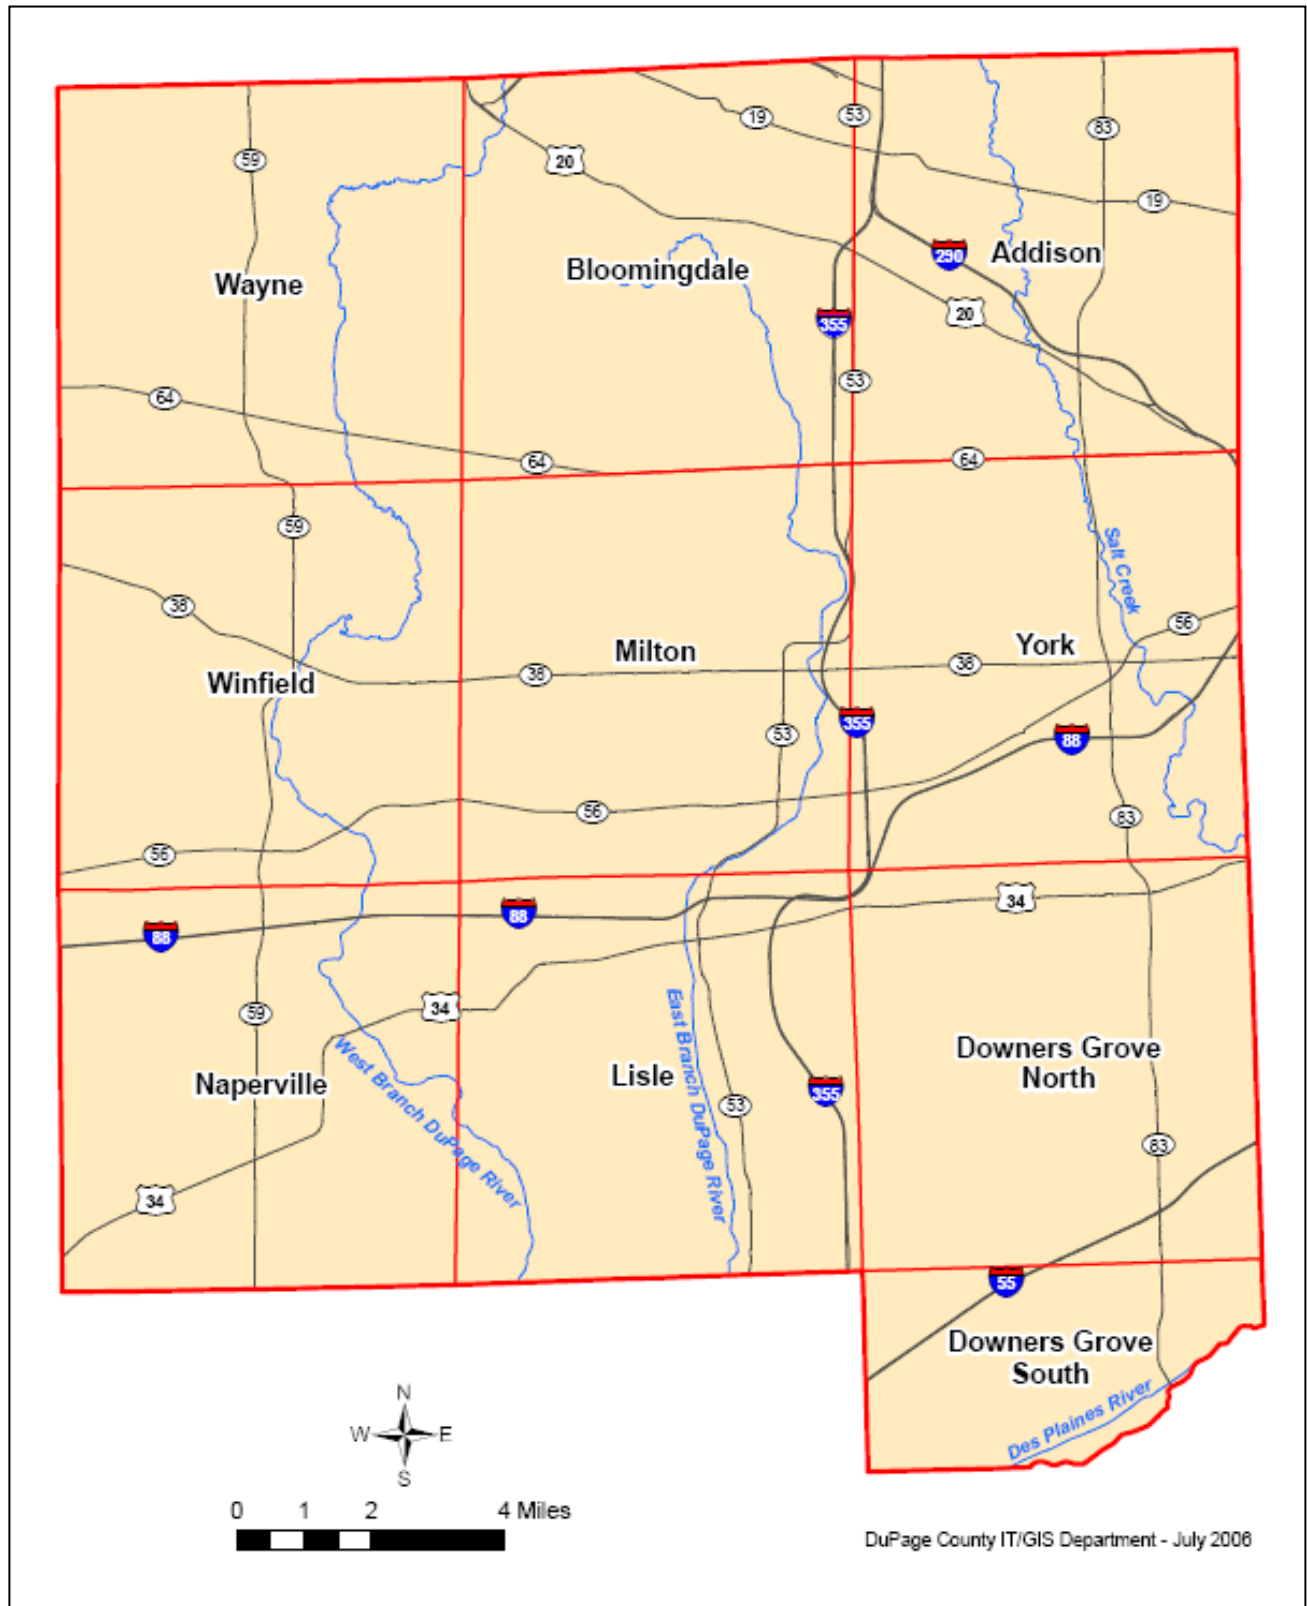 19
53
83
59
20
19
290
Addison
Bloomingdale
Wayne
20
355
53
64
64
64
59
Salt Creek
38
56
Milton
York
38
38
Winfield
355
53
88
56
83
56
34
88
88
34
59
East Branch DuPage River
West Branch DuPage River
Downers Grove
North
Lisle
Naperville
355
53
83
34
55
Downers Grove
South
Des Plaines River
N
W E
S
0 1 2 4 Miles
DuPage County IT/GIS Department - July 2006